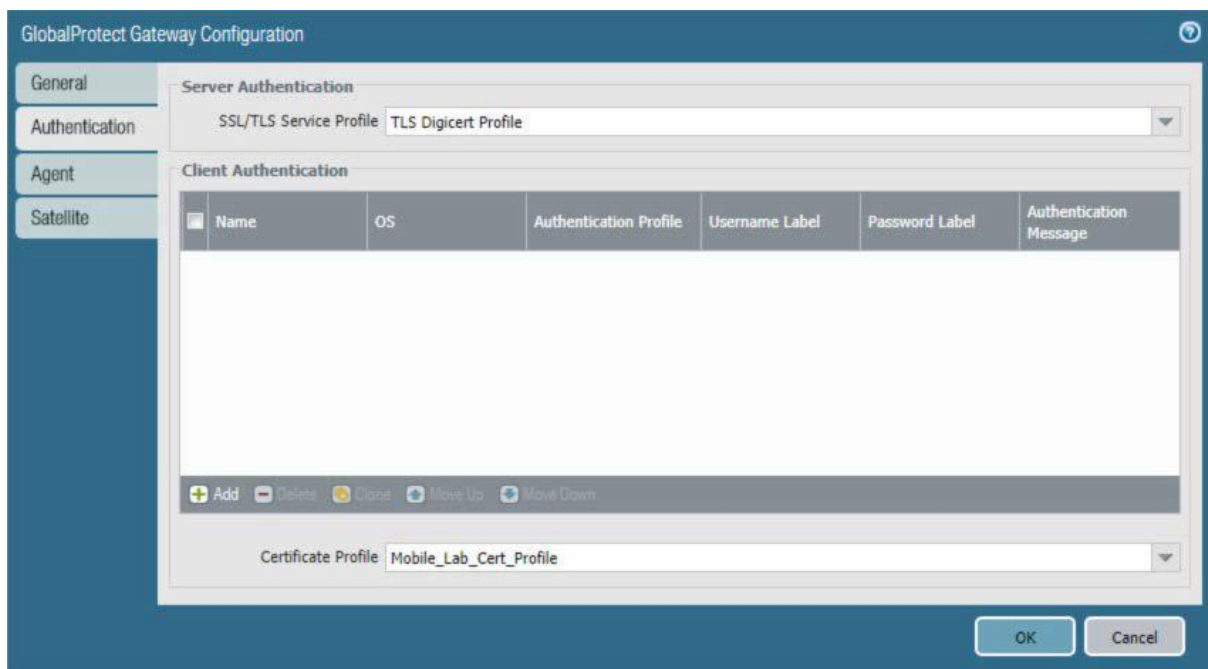 GlobalProtect Gateway Configuration
General
Authentication
Agent
Satellite
Server Authentication
SSL/TLS Service Profile TLS Digicert Profile
Client Authentication
Name OS Authentication Profile Username Label Password Label Authentication Message
Add Delete Clone Move Up Move Down
Certificate Profile Mobile_Lab_Cert_Profile
OK Cancel